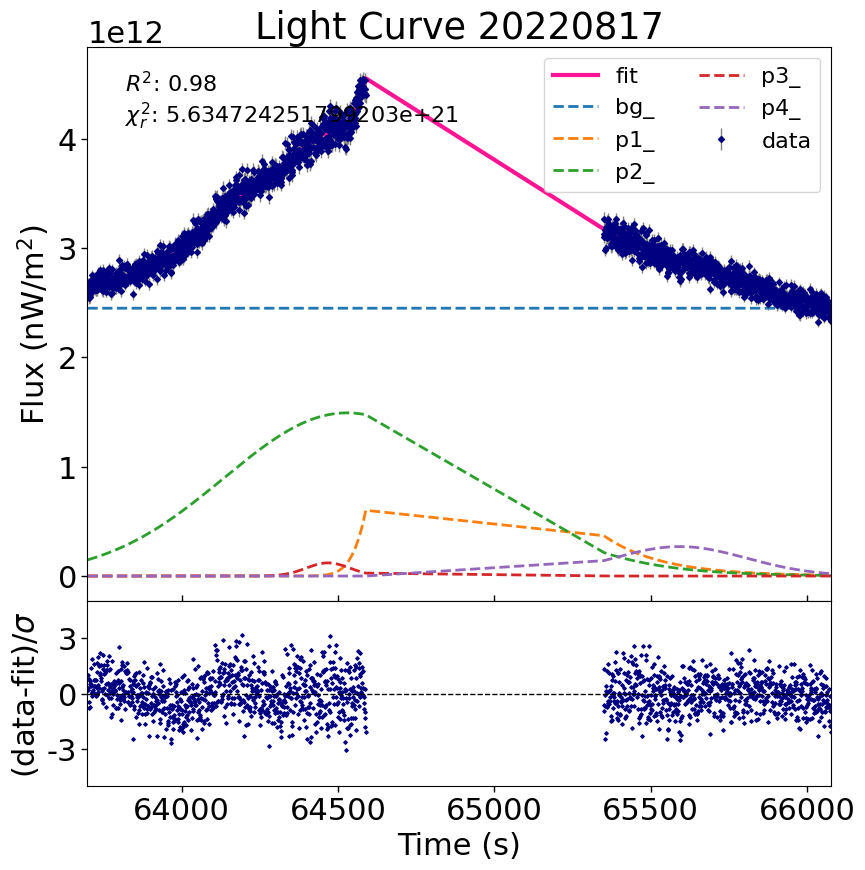 Light Curve 20220817
1e12
R²: 0.98
χ²ᵣ: 5.634724251799203e+21
fit
bg_
p1_
p2_
p3_
p4_
data
Flux (nW/m²)
4
3
2
1
0
(data-fit)/σ
3
0
-3
64000 64500 65000 65500 66000
Time (s)